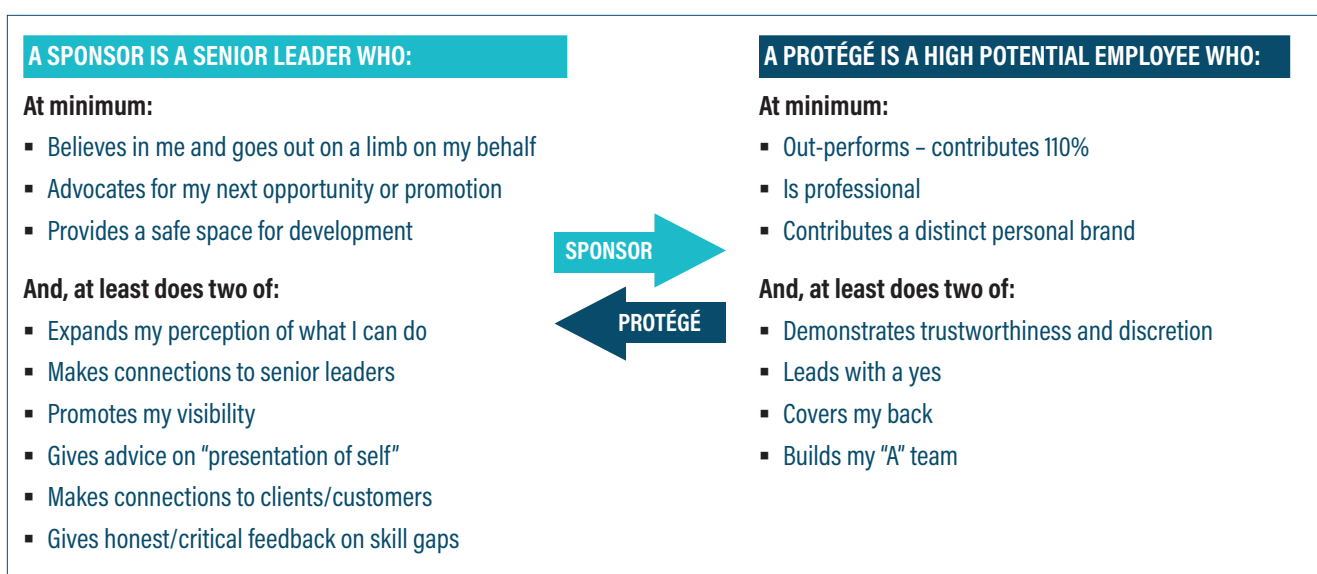 A SPONSOR IS A SENIOR LEADER WHO:
At minimum:
▪ Believes in me and goes out on a limb on my behalf
▪ Advocates for my next opportunity or promotion
▪ Provides a safe space for development
And, at least does two of:
▪ Expands my perception of what I can do
▪ Makes connections to senior leaders
▪ Promotes my visibility
▪ Gives advice on “presentation of self”
▪ Makes connections to clients/customers
▪ Gives honest/critical feedback on skill gaps
SPONSOR
PROTÉGÉ
A PROTÉGÉ IS A HIGH POTENTIAL EMPLOYEE WHO:
At minimum:
▪ Out-performs – contributes 110%
▪ Is professional
▪ Contributes a distinct personal brand
And, at least does two of:
▪ Demonstrates trustworthiness and discretion
▪ Leads with a yes
▪ Covers my back
▪ Builds my “A” team